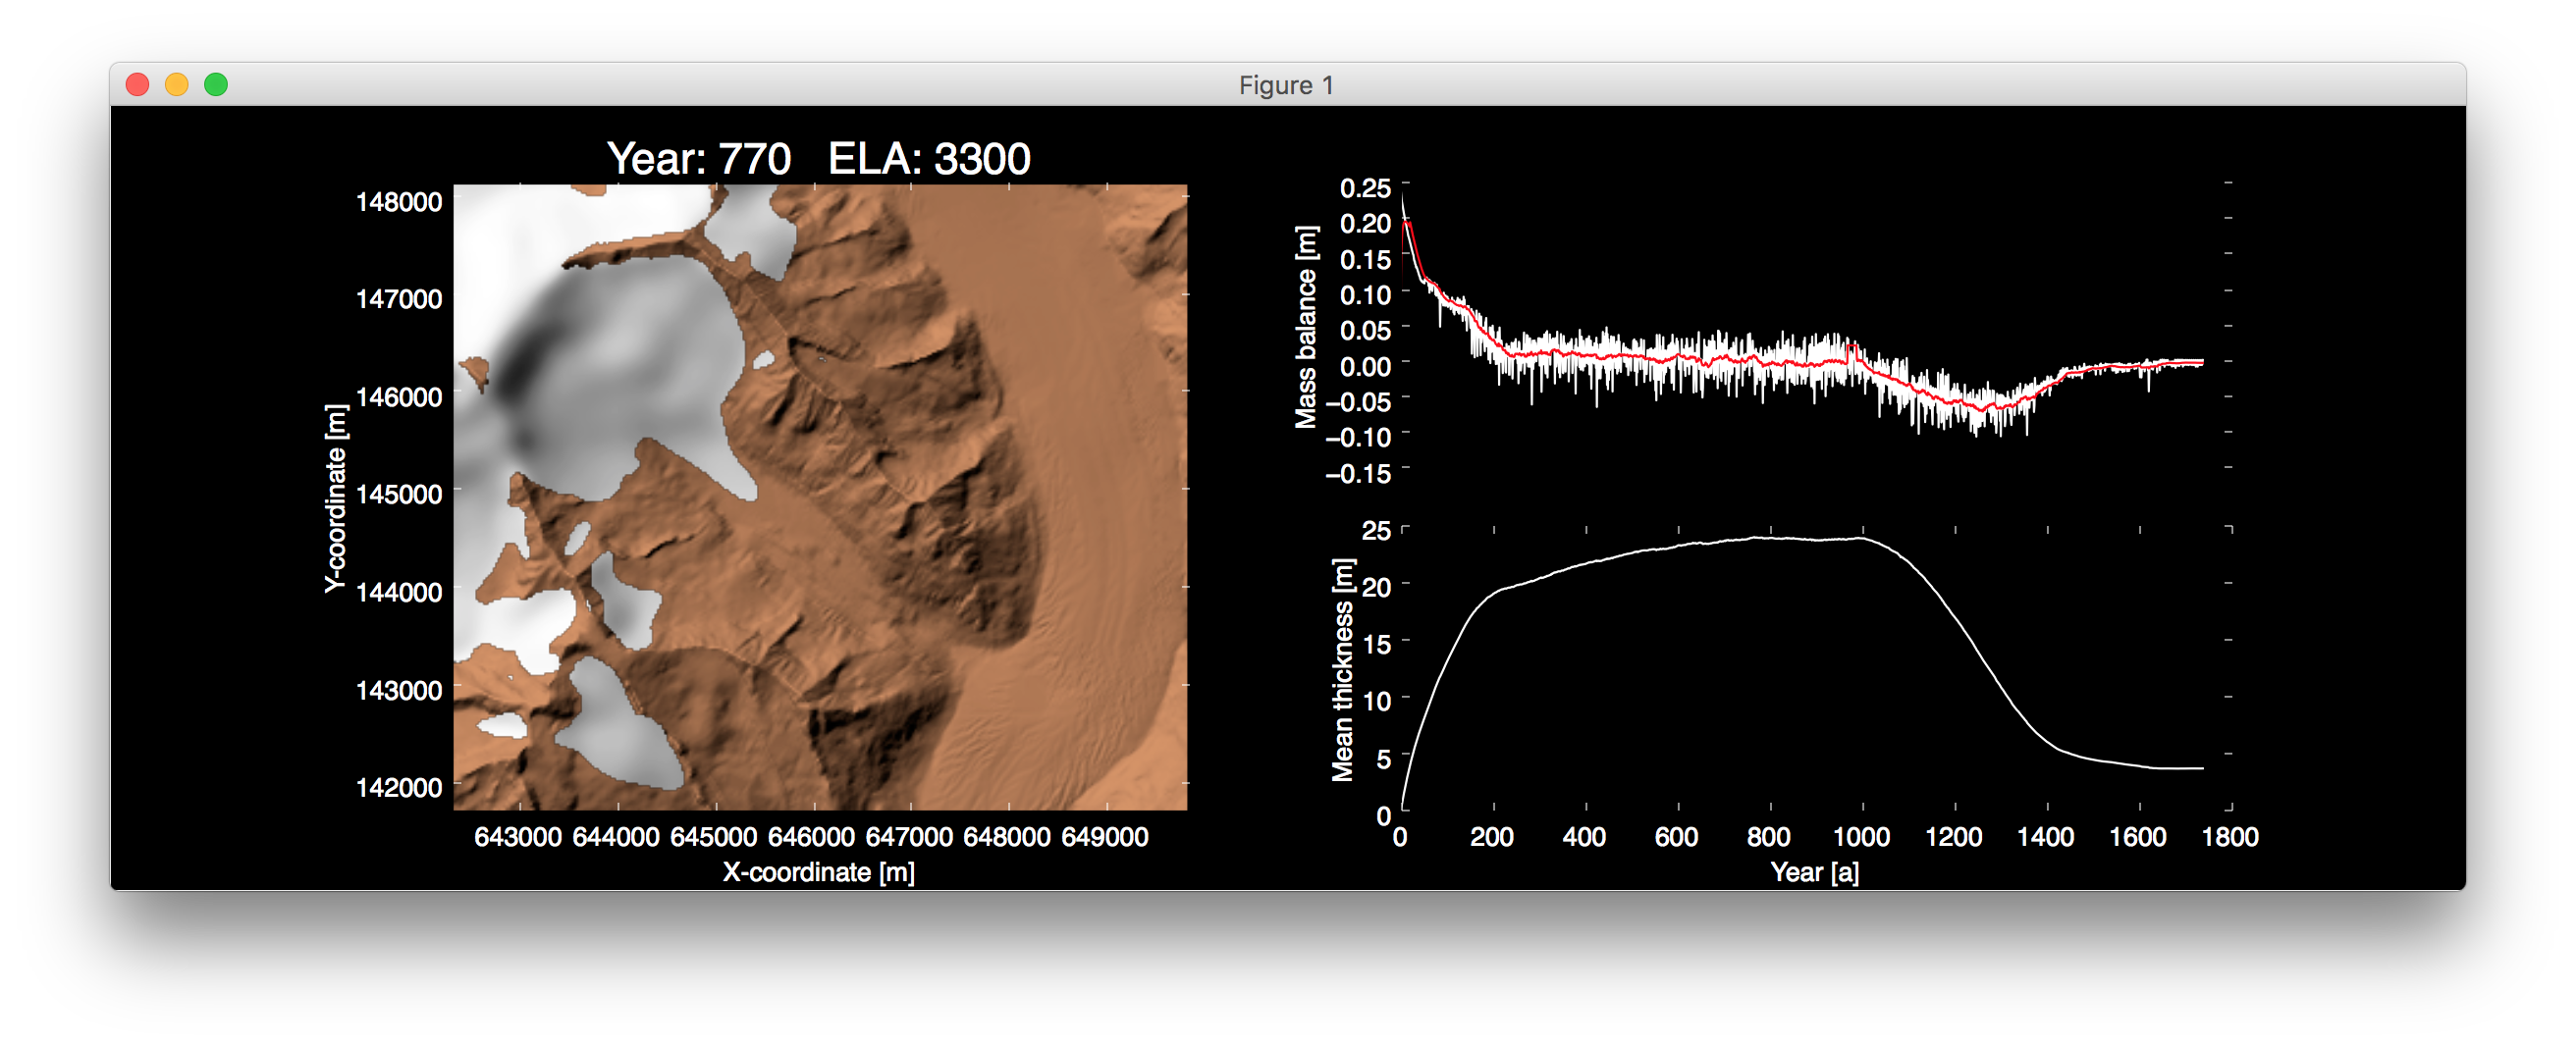 Figure 1
Year: 770 ELA: 3300
148000
147000
146000
145000
144000
143000
142000
Y-coordinate [m]
643000 644000 645000 646000 647000 648000 649000
X-coordinate [m]
0.25
0.20
0.15
0.10
0.05
0.00
−0.05
−0.10
−0.15
Mass balance [m]
25
20
15
10
5
0
Mean thickness [m]
0 200 400 600 800 1000 1200 1400 1600 1800
Year [a]